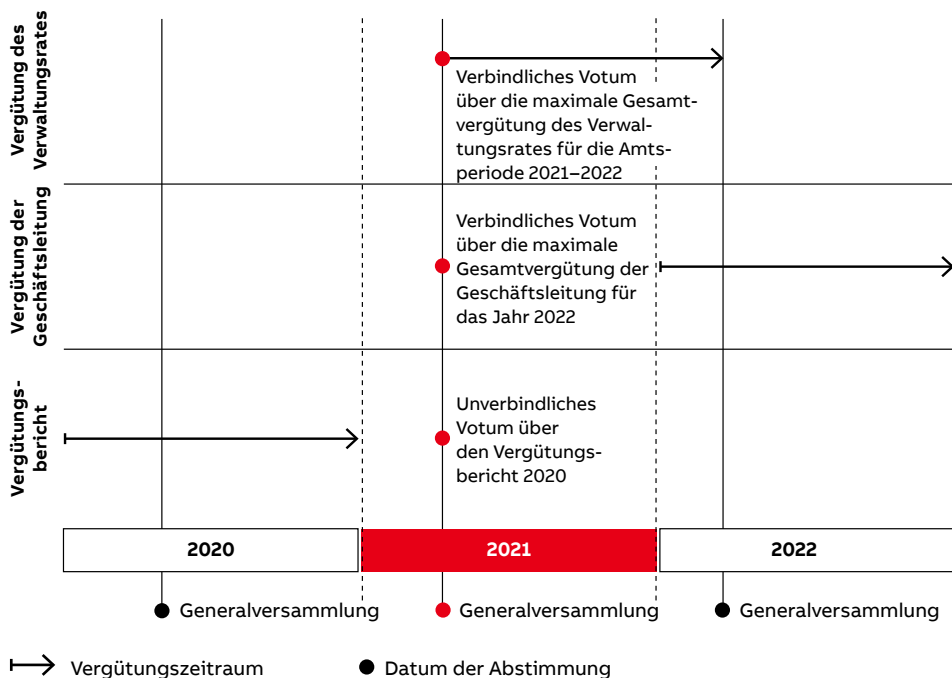 Vergütung des
Verwaltungsrates
Verbindliches Votum
über die maximale Gesamt-
vergütung des Verwal-
tungsrates für die Amts-
periode 2021–2022
Vergütung der
Geschäftsleitung
Verbindliches Votum
über die maximale
Gesamtvergütung der
Geschäftsleitung für
das Jahr 2022
Vergütungs-
bericht
Unverbindliches
Votum über
den Vergütungs-
bericht 2020
2020 2021 2022
Generalversammlung Generalversammlung Generalversammlung
Vergütungszeitraum Datum der Abstimmung